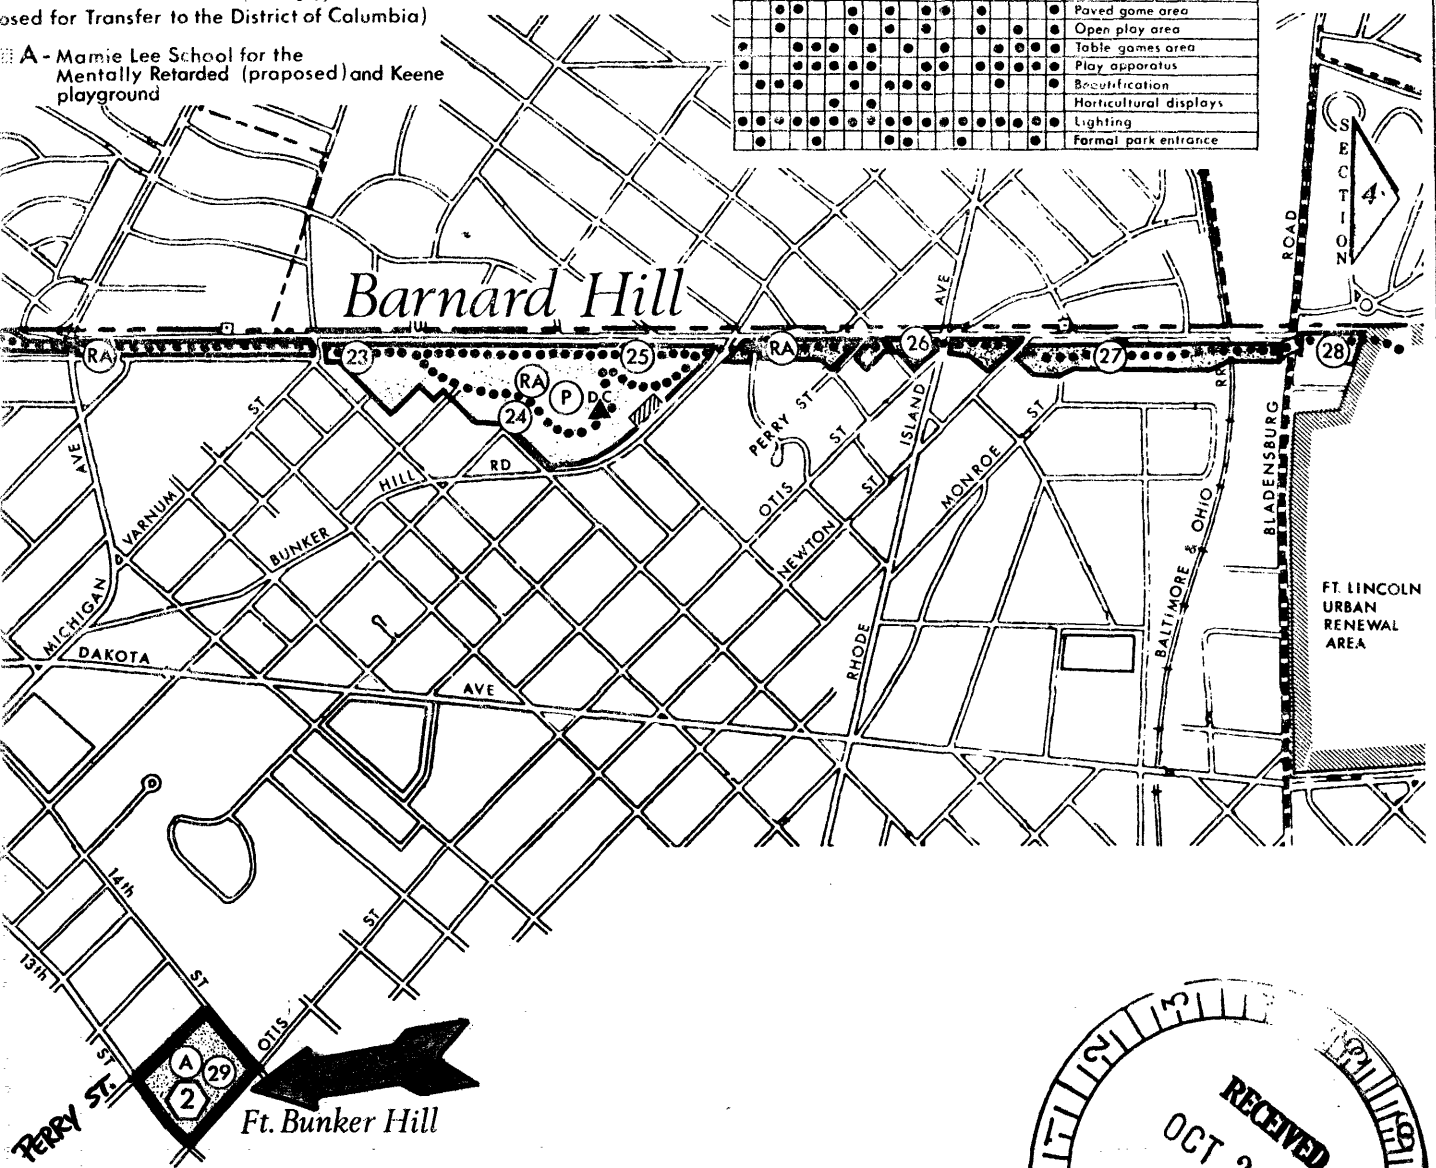 osed for Transfer to the District of Columbia)
A - Mamie Lee School for the
Mentally Retarded (proposed) and Keene
playground
Paved game area
Open play area
Table games area
Play apparatus
Beautification
Horticultural displays
Lighting
Formal park entrance
SECTION
4
ROAD
Barnard Hill
AVE
RA
23
25
RA
26
27
28
RA
P
DC
24
RR
PERRY ST
ST
ISLAND
ST
ST
AVE
HILL
RD
OTIS
ST
MONROE
BLADENSBURG
VARNUM
BUNKER
NEWTON
BALTIMORE & OHIO
MICHIGAN
FT. LINCOLN
URBAN
RENEWAL
AREA
DAKOTA
AVE
RHODE
14th
ST
13th
ST
OTIS
ST
A
29
2
PERRY ST.
Ft. Bunker Hill
1 2 3
RECEIVED
OCT 2